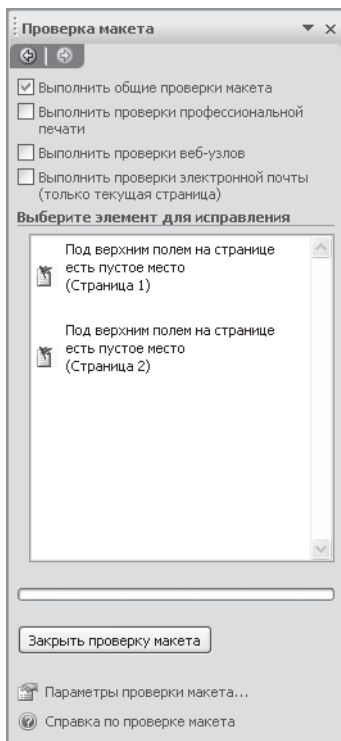 Проверка макета
Выполнить общие проверки макета
Выполнить проверки профессиональной
печати
Выполнить проверки веб-узлов
Выполнить проверки электронной почты
(только текущая страница)
Выберите элемент для исправления
Под верхним полем на странице
есть пустое место
(Страница 1)
Под верхним полем на странице
есть пустое место
(Страница 2)
Закрыть проверку макета
Параметры проверки макета...
Справка по проверке макета